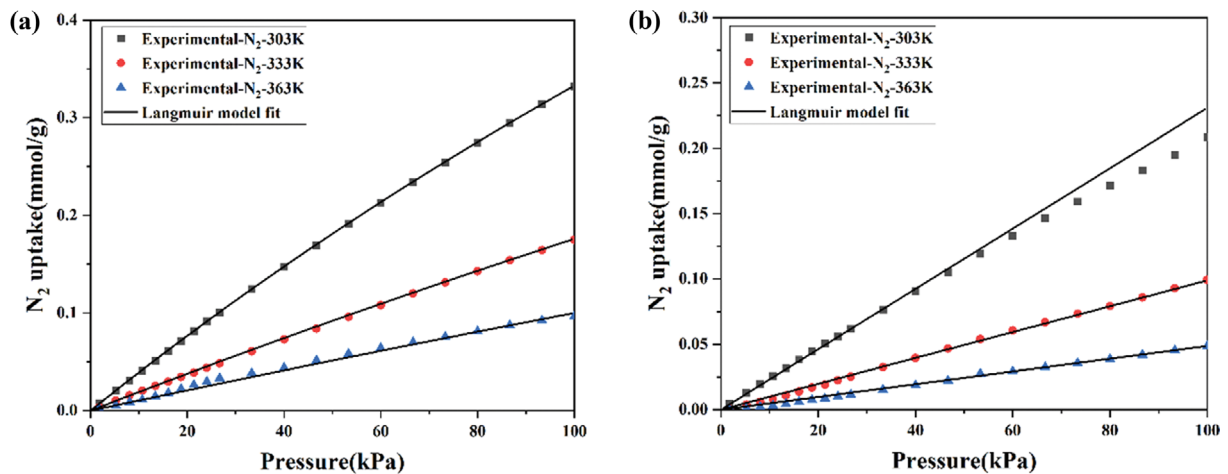 (a)
0.4
0.3
0.2
0.1
0.0
N₂ uptake(mmol/g)
Experimental-N₂-303K
Experimental-N₂-333K
Experimental-N₂-363K
Langmuir model fit
0 20 40 60 80 100
Pressure(kPa)
(b)
0.30
0.25
0.20
0.15
0.10
0.05
0.00
N₂ uptake(mmol/g)
Experimental-N₂-303K
Experimental-N₂-333K
Experimental-N₂-363K
Langmuir model fit
0 20 40 60 80 100
Pressure(kPa)